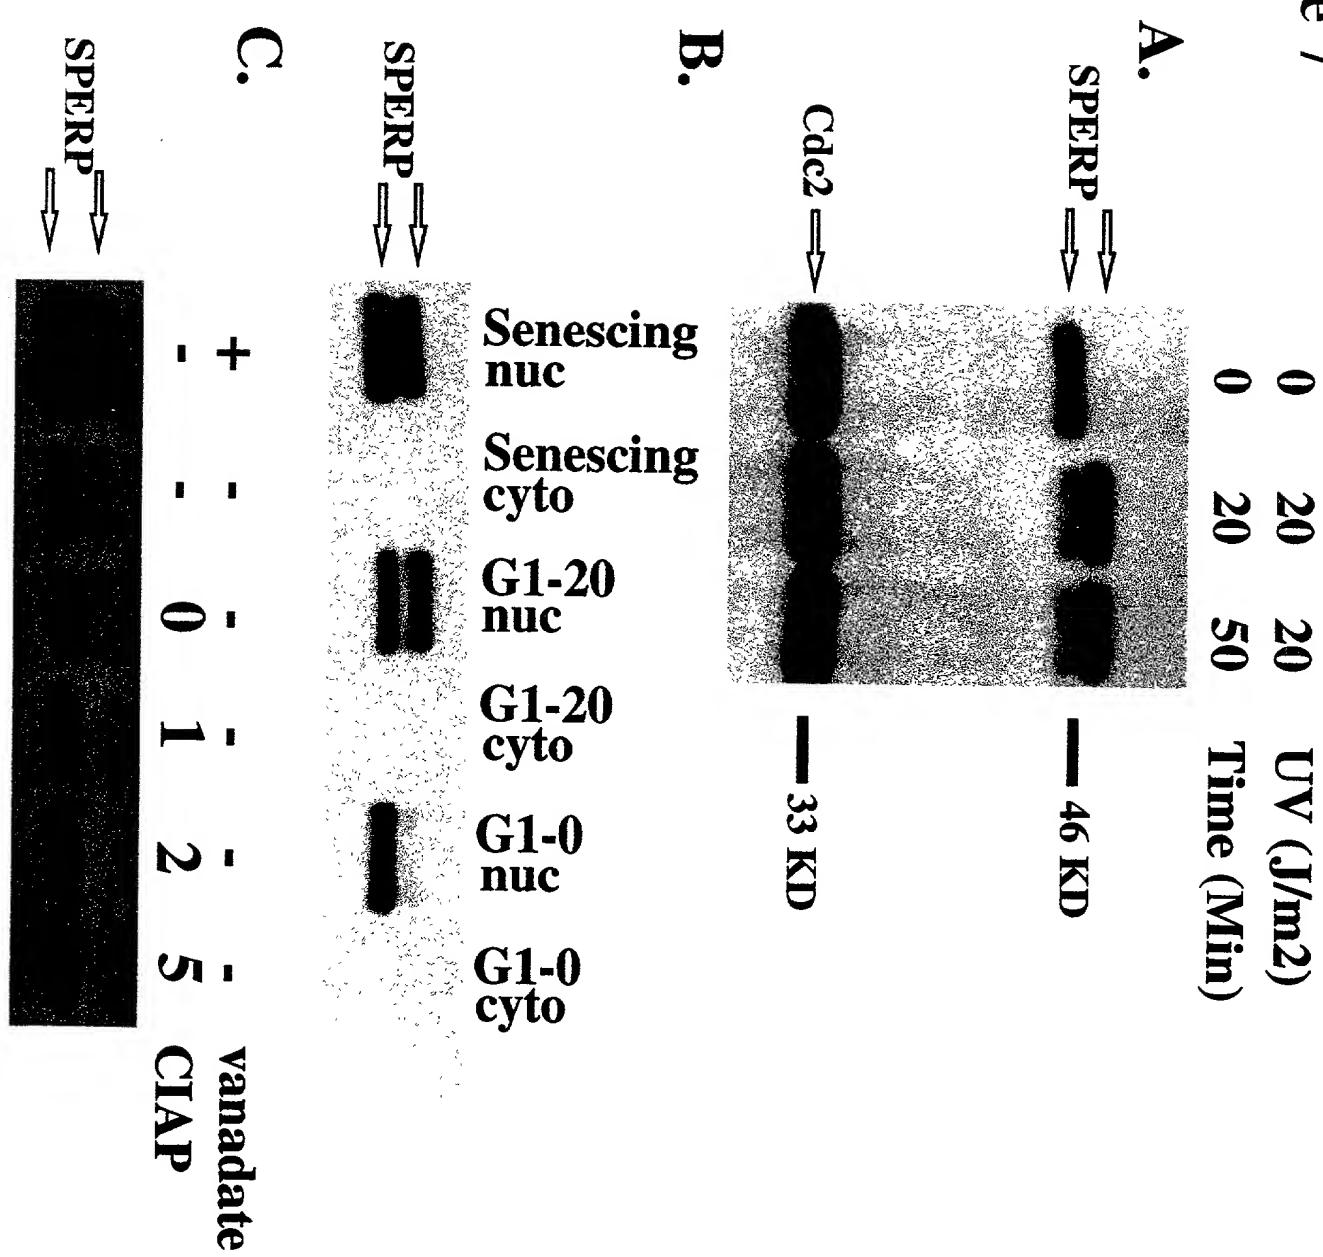 A.
0 20 20 UV (J/m2)
0 20 50 Time (Min)
SPERP
46 KD
Cdc2
33 KD
B.
Senescing
nuc
Senescing
cyto
G1-20
nuc
G1-20
cyto
G1-0
nuc
G1-0
cyto
SPERP
C.
+ - - - - - vanadate
- - 0 1 2 5 CIAP
SPERP